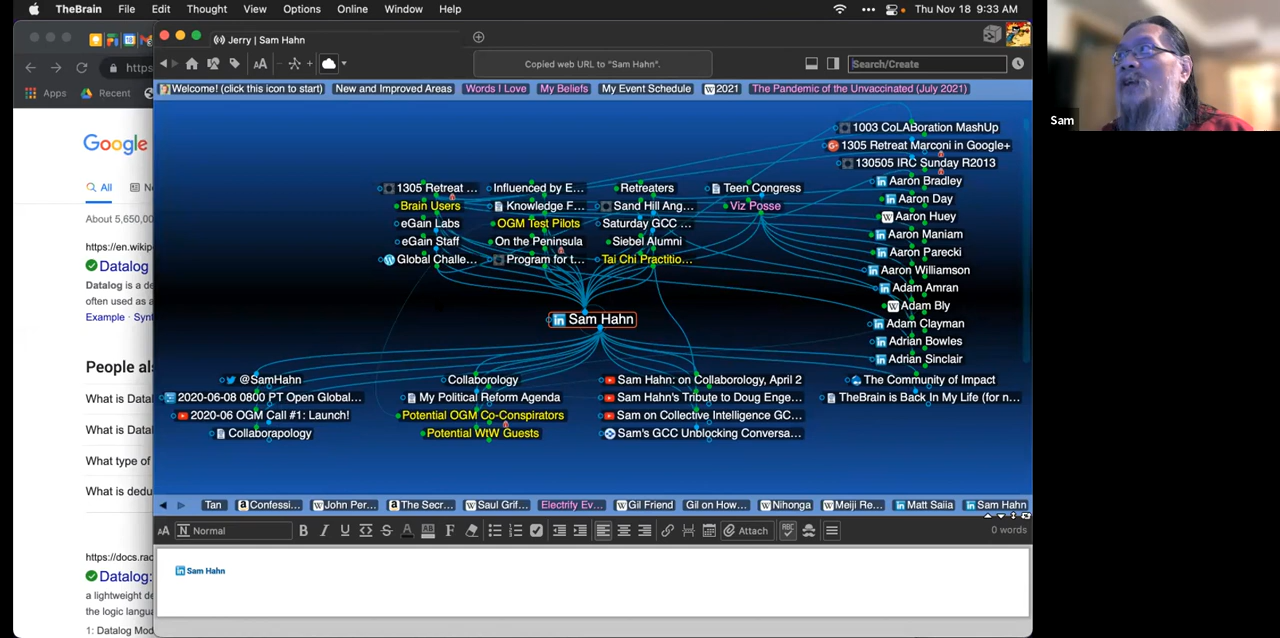 TheBrain File Edit Thought View Options Online Window Help Thu Nov 18 9:33 AM
Jerry | Sam Hahn
https
Copied web URL to "Sam Hahn".
Search/Create
Apps Recent
Welcome! (click this icon to start) New and Improved Areas Words I Love My Beliefs My Event Schedule 2021 The Pandemic of the Unvaccinated (July 2021)
Google
All
About 5,650,00
https://en.wikip
Datalog
Datalog is a de
often used as a
Example · Synt
People als
What is Data
What is Data
What type of
What is dedu
https://docs.rac
Datalog:
a lightweight de
the logic langua
1: Datalog Mod
1305 Retreat ...
Brain Users
eGain Labs
eGain Staff
Global Challe...
Influenced by E...
Knowledge F...
OGM Test Pilots
On the Peninsula
Program for t...
Retreaters
Sand Hill Ang...
Saturday GCC ...
Siebel Alumni
Tai Chi Practitio...
Teen Congress
Viz Posse
1003 CoLABoration MashUp
1305 Retreat Marconi in Google+
130505 IRC Sunday R2013
Aaron Bradley
Aaron Day
Aaron Huey
Aaron Maniam
Aaron Parecki
Aaron Williamson
Adam Amran
Adam Bly
Adam Clayman
Adrian Bowles
Adrian Sinclair
Sam Hahn
@SamHahn
2020-06-08 0800 PT Open Global...
2020-06 OGM Call #1: Launch!
Collaborapology
Collaborology
My Political Reform Agenda
Potential OGM Co-Conspirators
Potential WtW Guests
Sam Hahn: on Collaborology, April 2
Sam Hahn's Tribute to Doug Enge...
Sam on Collective Intelligence GC...
Sam's GCC Unblocking Conversa...
The Community of Impact
TheBrain is Back In My Life (for n...
Tan Confessi... John Per... The Secr... Saul Grif... Electrify Ev... Gil Friend Gil on How... Nihonga Meiji Re... Matt Saiia Sam Hahn
Normal Attach 0 words
Sam Hahn
Sam